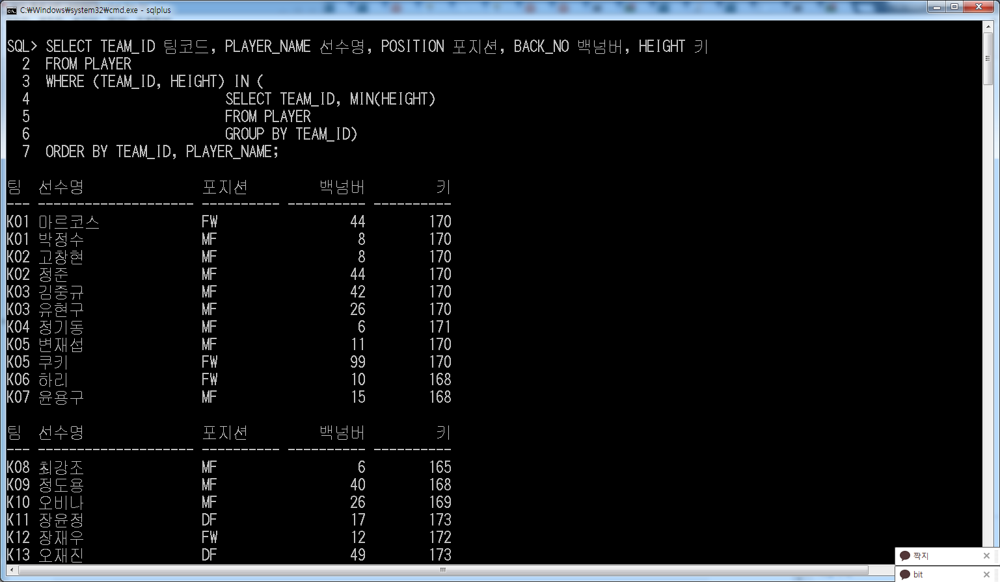 C:₩Windows₩system32₩cmd.exe - sqlplus
SQL> SELECT TEAM_ID 팀코드, PLAYER_NAME 선수명, POSITION 포지션, BACK_NO 백넘버, HEIGHT 키
2 FROM PLAYER
3 WHERE (TEAM_ID, HEIGHT) IN (
4 SELECT TEAM_ID, MIN(HEIGHT)
5 FROM PLAYER
6 GROUP BY TEAM_ID)
7 ORDER BY TEAM_ID, PLAYER_NAME;
팀 선수명 포지션 백넘버 키
--- -------------------- ---------- ---------- ----------
K01 마르코스 FW 44 170
K01 박정수 MF 8 170
K02 고창현 MF 8 170
K02 정준 MF 44 170
K03 김중규 MF 42 170
K03 유현구 MF 26 170
K04 정기동 MF 6 171
K05 변재섭 MF 11 170
K05 쿠키 FW 99 170
K06 하리 FW 10 168
K07 윤용구 MF 15 168
팀 선수명 포지션 백넘버 키
--- -------------------- ---------- ---------- ----------
K08 최강조 MF 6 165
K09 정도용 MF 40 168
K10 오비나 MF 26 169
K11 장윤정 DF 17 173
K12 장재우 FW 12 172
K13 오재진 DF 49 173
짝지
bit